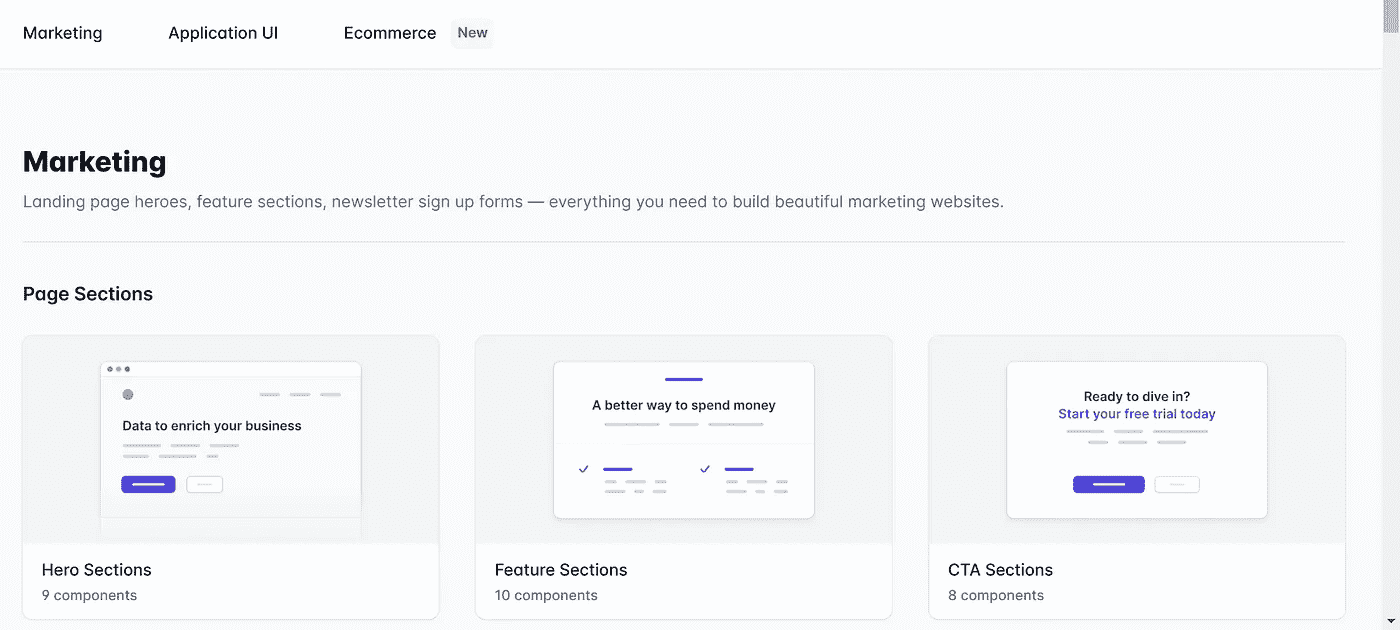 Marketing Application UI Ecommerce New
Marketing
Landing page heroes, feature sections, newsletter sign up forms — everything you need to build beautiful marketing websites.
Page Sections
Data to enrich your business
Hero Sections
9 components
A better way to spend money
Feature Sections
10 components
Ready to dive in?
Start your free trial today
CTA Sections
8 components